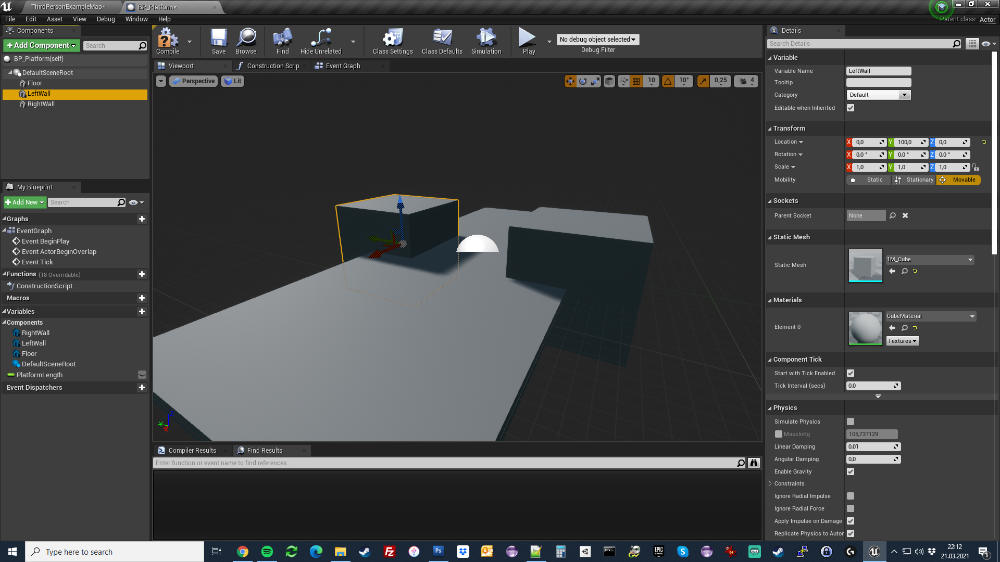 ThirdPersonExampleMap*
BP_Platform*
File Edit Asset View Debug Window Help
Parent class: Actor
Components
+Add Component
Search
BP_Platform(self)
DefaultSceneRoot
Floor
LeftWall
RightWall
My Blueprint
+Add New
Search
Graphs
EventGraph
Event BeginPlay
Event ActorBeginOverlap
Event Tick
Functions (18 Overridable)
ConstructionScript
Macros
Variables
Components
RightWall
LeftWall
Floor
DefaultSceneRoot
PlatformLength
Event Dispatchers
Compile
Save
Browse
Find
Hide Unrelated
Class Settings
Class Defaults
Simulation
Play
No debug object selected
Debug Filter
Viewport
Construction Scrip
Event Graph
Perspective
Lit
10
10°
0,25
4
Z
Y
X
Compiler Results
Find Results
Enter function or event name to find references...
Details
Search Details
Variable
Variable Name LeftWall
Tooltip
Category Default
Editable when Inherited
Transform
Location X 0,0 Y 100,0 Z 0,0
Rotation X 0,0 ° Y 0,0 ° Z 0,0 °
Scale X 1,0 Y 1,0 Z 1,0
Mobility Static Stationary Movable
Sockets
Parent Socket None
Static Mesh
Static Mesh 1M_Cube
Materials
Element 0 CubeMaterial
Textures
Component Tick
Start with Tick Enabled
Tick Interval (secs) 0,0
Physics
Simulate Physics
MassInKg 105,737129
Linear Damping 0,01
Angular Damping 0,0
Enable Gravity
Constraints
Ignore Radial Impulse
Ignore Radial Force
Apply Impulse on Damage
Replicate Physics to Auton
Type here to search
Ps
EPIC
GAMES
64
22:12
21.03.2021
1